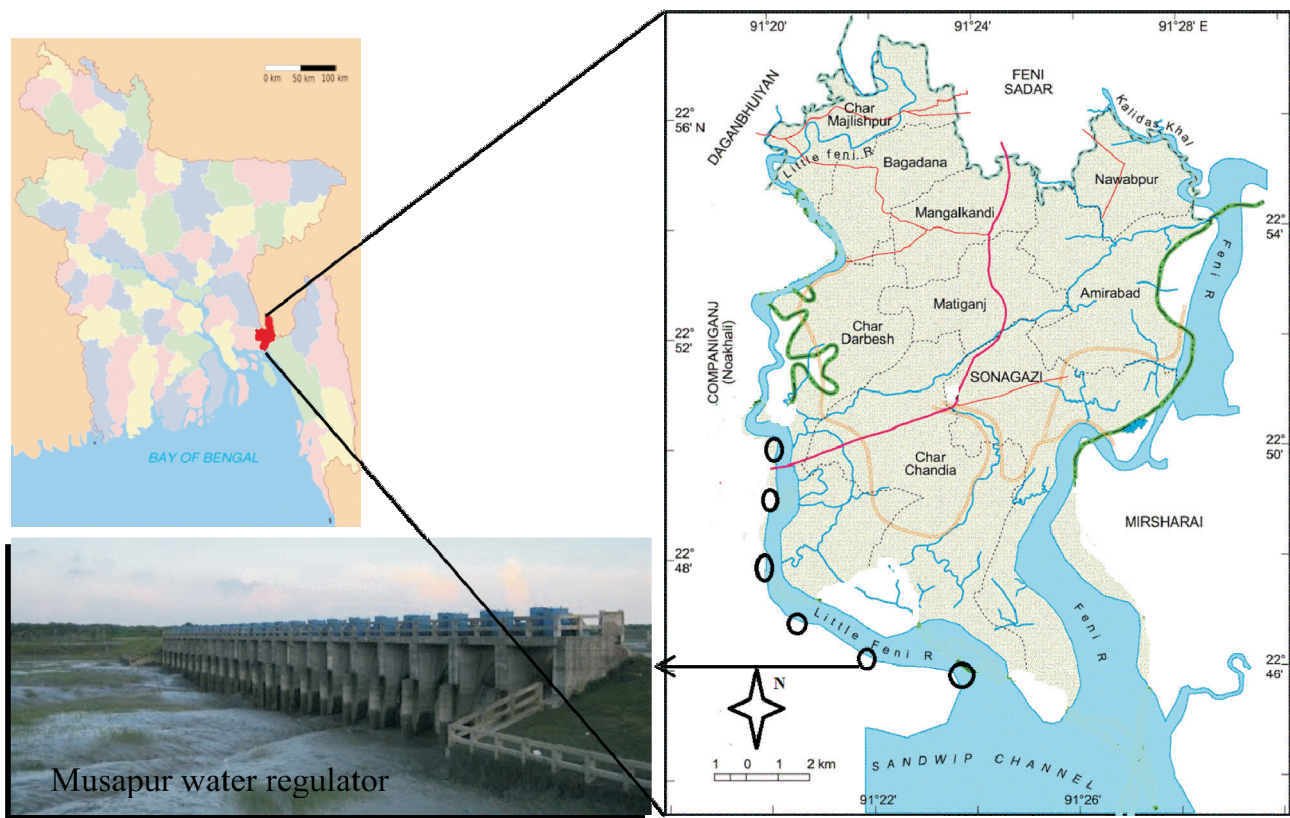 0 km 50 km 100 km
BAY OF BENGAL
Musapur water regulator
91°20'
91°24'
91°28' E
22°
56' N
22°
54'
22°
52'
22°
50'
22°
48'
22°
46'
91°22'
91°26'
DAGANBHUIYAN
FENI
SADAR
Kalidas Khal
Char
Majlishpur
Little feni R
Bagadana
Nawabpur
Mangalkandi
Feni R
COMPANIGANJ
(Noakhali)
Char
Darbesh
Matiganj
Amirabad
SONAGAZI
Char
Chandia
MIRSHARAI
Little Feni R
Feni R
N
1 0 1 2 km
SANDWIP CHANNEL